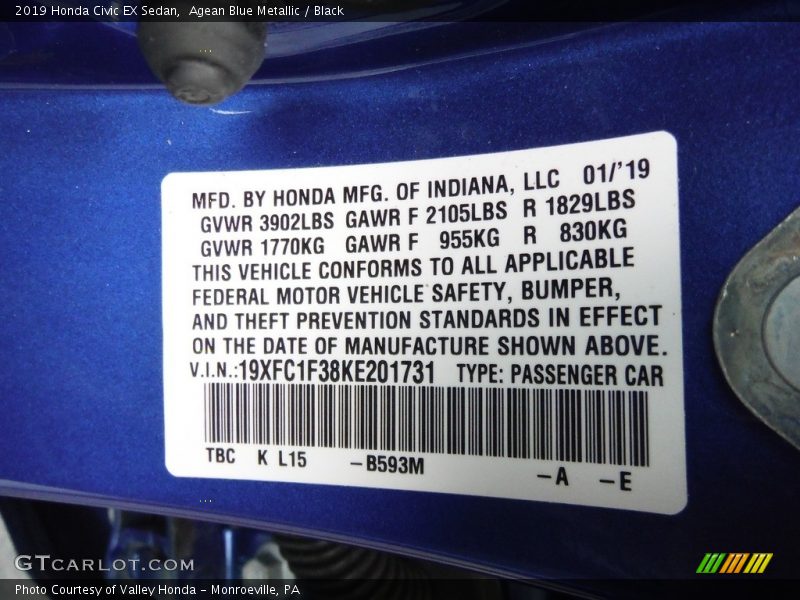 2019 Honda Civic EX Sedan,  Agean Blue Metallic / Black
MFD. BY HONDA MFG. OF INDIANA, LLC 01/'19
GVWR 3902LBS GAWR F 2105LBS R 1829LBS
GVWR 1770KG GAWR F 955KG R 830KG
THIS VEHICLE CONFORMS TO ALL APPLICABLE
FEDERAL MOTOR VEHICLE SAFETY, BUMPER,
AND THEFT PREVENTION STANDARDS IN EFFECT
ON THE DATE OF MANUFACTURE SHOWN ABOVE.
V.I.N.:19XFC1F38KE201731 TYPE: PASSENGER CAR
TBC K L15 -B593M -A -E
GTCARLOT.COM
Photo Courtesy of Valley Honda - Monroeville, PA